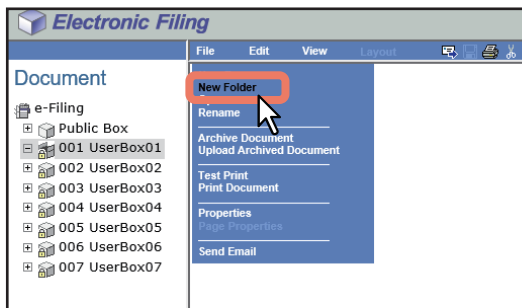 Electronic Filing
File Edit View Layout
Document
e-Filing
Public Box
001 UserBox01
002 UserBox02
003 UserBox03
004 UserBox04
005 UserBox05
006 UserBox06
007 UserBox07
New Folder
Rename
Archive Document
Upload Archived Document
Test Print
Print Document
Properties
Page Properties
Send Email